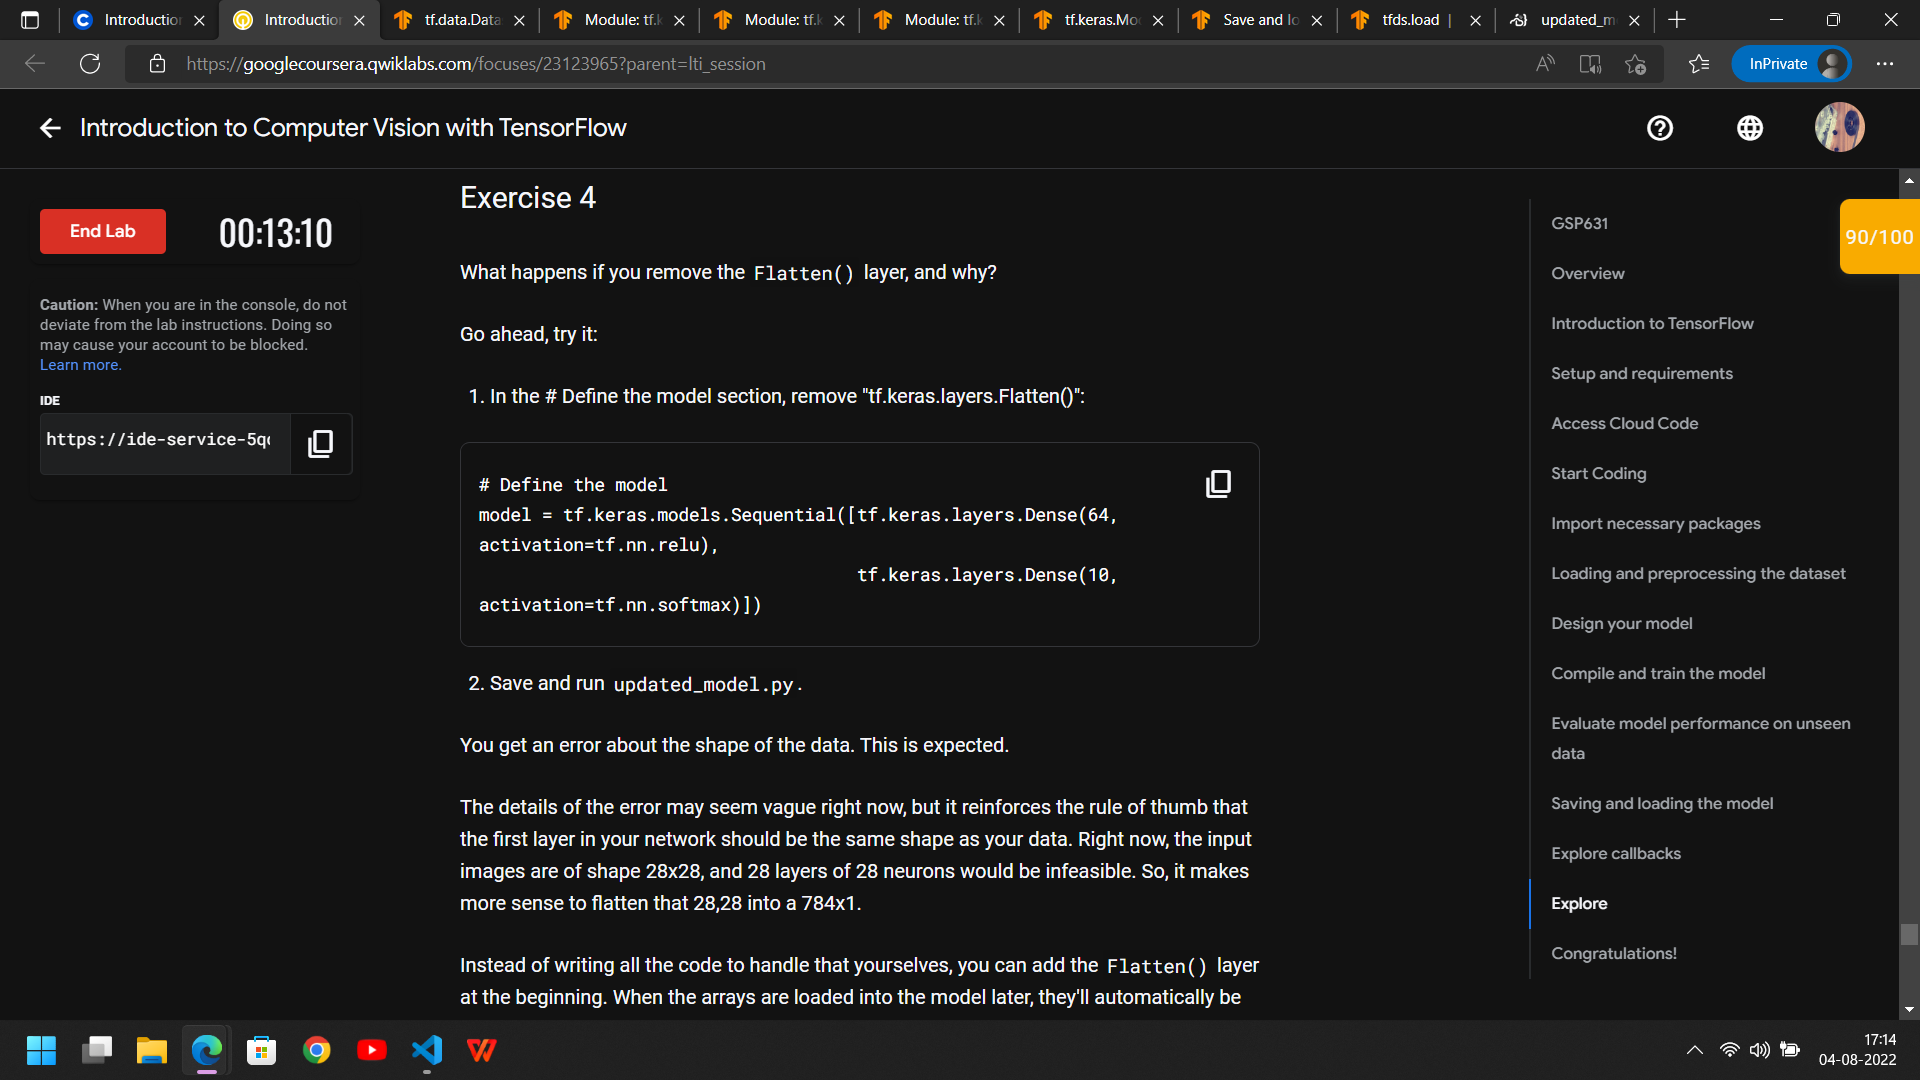 Introduction
Introduction
tf.data.Data
Module: tf.k
Module: tf.k
Module: tf.k
tf.keras.Mo
Save and lo
tfds.load |
updated_m
https://googlecoursera.qwiklabs.com/focuses/23123965?parent=lti_session
InPrivate
Introduction to Computer Vision with TensorFlow
End Lab
00:13:10
Caution: When you are in the console, do not
deviate from the lab instructions. Doing so
may cause your account to be blocked.
Learn more.
IDE
https://ide-service-5qc
Exercise 4
What happens if you remove the Flatten() layer, and why?
Go ahead, try it:
1. In the # Define the model section, remove "tf.keras.layers.Flatten()":
# Define the model
model = tf.keras.models.Sequential([tf.keras.layers.Dense(64,
activation=tf.nn.relu),
tf.keras.layers.Dense(10,
activation=tf.nn.softmax)])
2. Save and run updated_model.py.
You get an error about the shape of the data. This is expected.
The details of the error may seem vague right now, but it reinforces the rule of thumb that
the first layer in your network should be the same shape as your data. Right now, the input
images are of shape 28x28, and 28 layers of 28 neurons would be infeasible. So, it makes
more sense to flatten that 28,28 into a 784x1.
Instead of writing all the code to handle that yourselves, you can add the Flatten() layer
at the beginning. When the arrays are loaded into the model later, they'll automatically be
GSP631
Overview
Introduction to TensorFlow
Setup and requirements
Access Cloud Code
Start Coding
Import necessary packages
Loading and preprocessing the dataset
Design your model
Compile and train the model
Evaluate model performance on unseen
data
Saving and loading the model
Explore callbacks
Explore
Congratulations!
90/100
17:14
04-08-2022